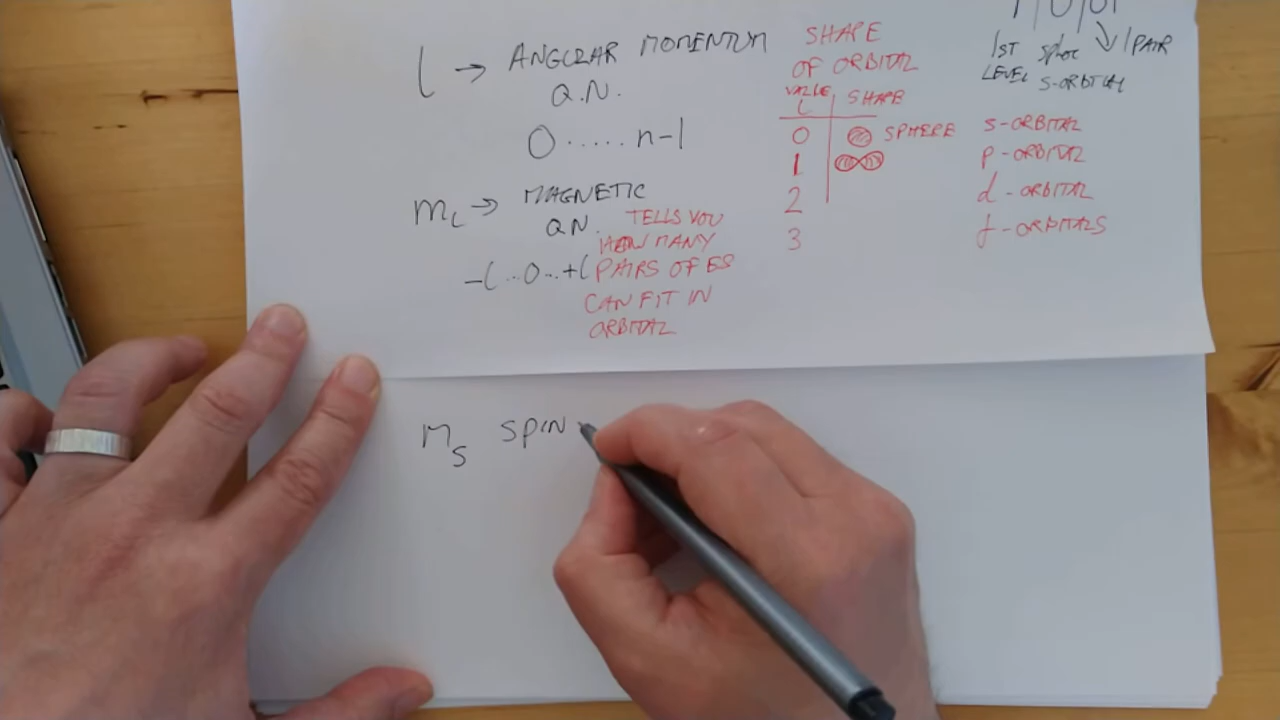 l → ANGULAR MOMENTUM
Q.N.
0 ..... n-1
mL → MAGNETIC
QN. TELLS YOU
HOW MANY
-l ..0...+l PAIRS OF ES
CAN FIT IN
ORBITAL
SHAPE
OF ORBITAL
VALUE SHAPE
L
0 SPHERE S-ORBITAL
1 p-ORBITAL
2 d-ORBITAL
3 f-ORBITALS
1ST 1 PAIR
LEVEL S-ORBITAL
ms SPIN